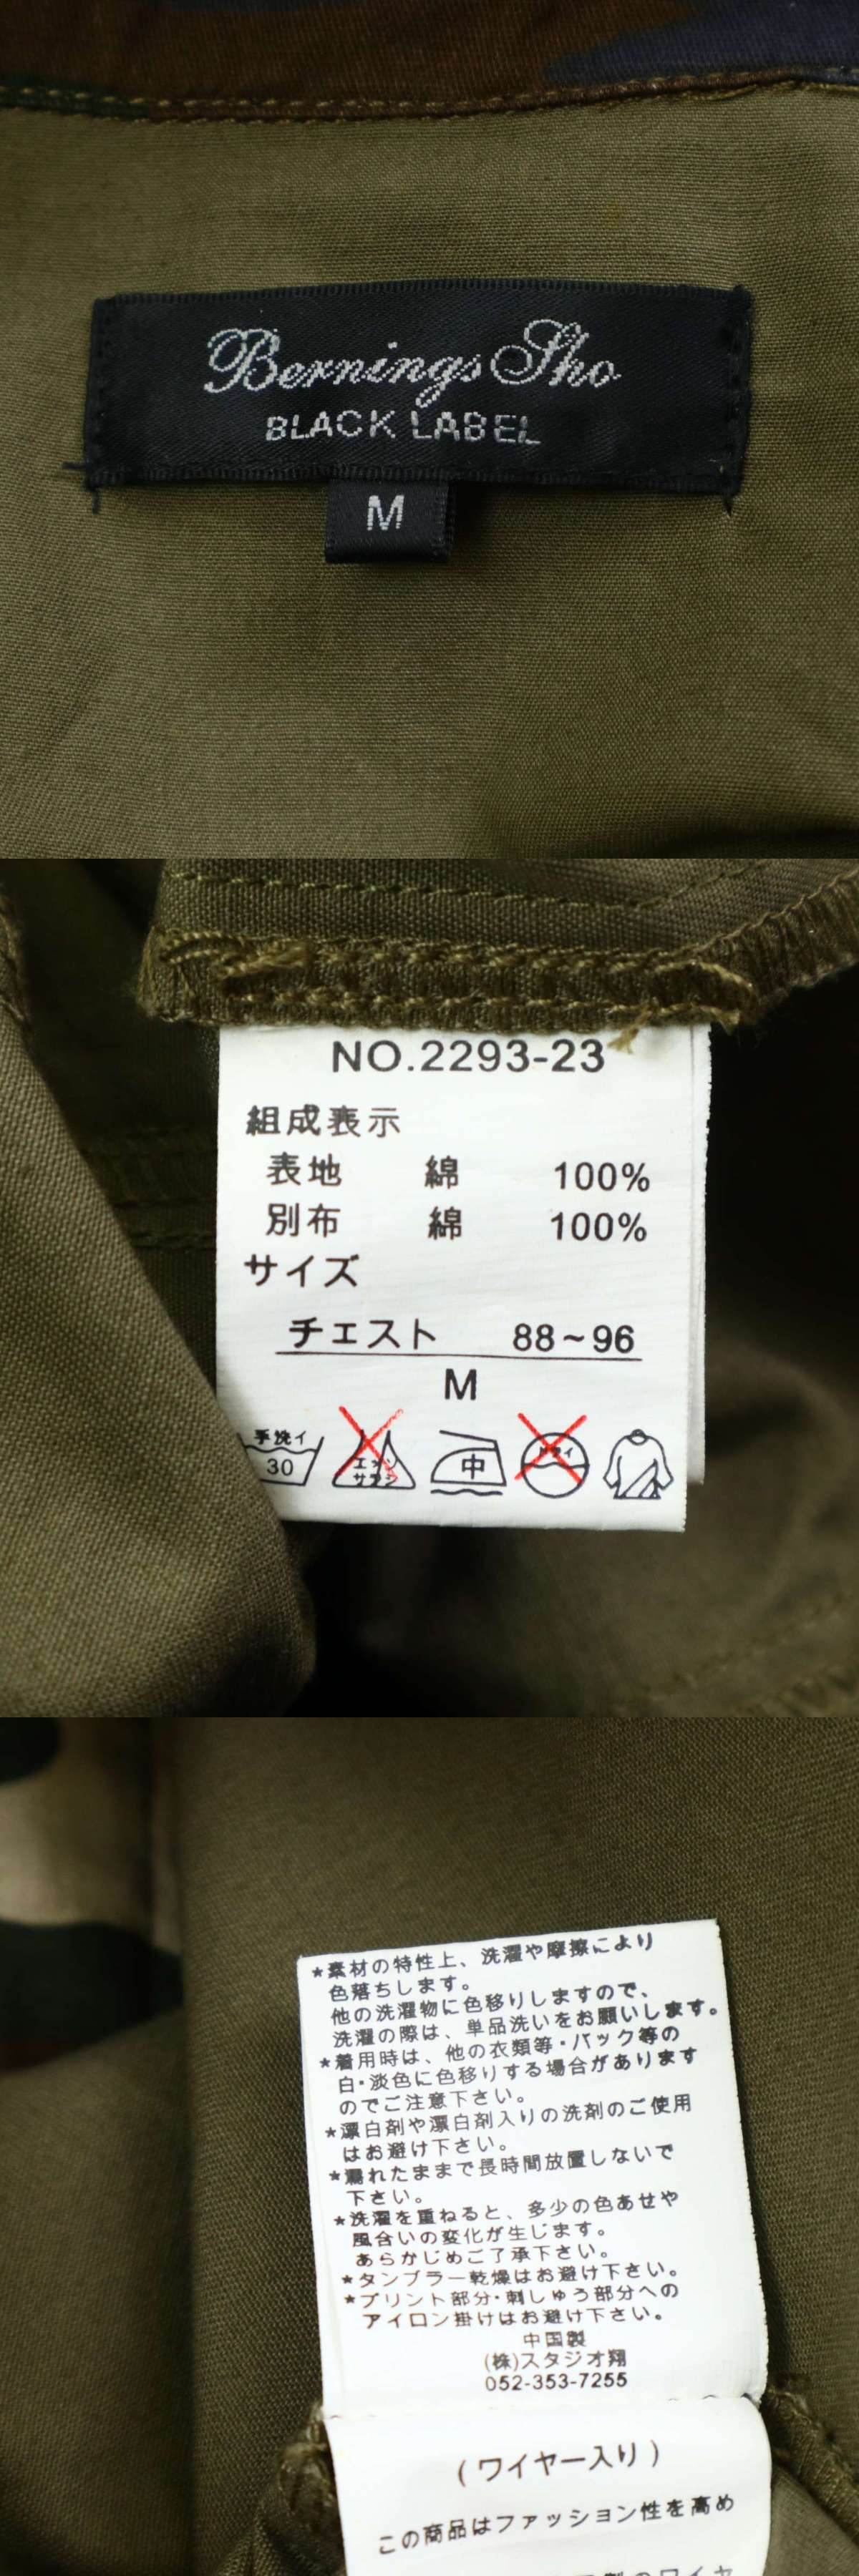 Bernings Sho
BLACK LABEL
M
NO.2293-23
組成表示
表地 綿 100%
別布 綿 100%
サイズ
チェスト 88~96
M
手洗イ
30
エンソ
サラシ
中
ドライ
★素材の特性上、洗濯や摩擦により
色落ちします。
他の洗濯物に色移りしますので、
洗濯の際は、単品洗いをお願いします。
★着用時は、他の衣類等・バック等の
白・淡色に色移りする場合があります
のでご注意下さい。
★漂白剤や漂白剤入りの洗剤のご使用
はお避け下さい。
★濡れたままで長時間放置しないで
下さい。
★洗濯を重ねると、多少の色あせや
風合いの変化が生じます。
あらかじめご了承下さい。
★タンブラー乾燥はお避け下さい。
★プリント部分・刺しゅう部分への
アイロン掛けはお避け下さい。
中国製
(株)スタジオ翔
052-353-7255
(ワイヤー入り)
この商品はファッション性を高め